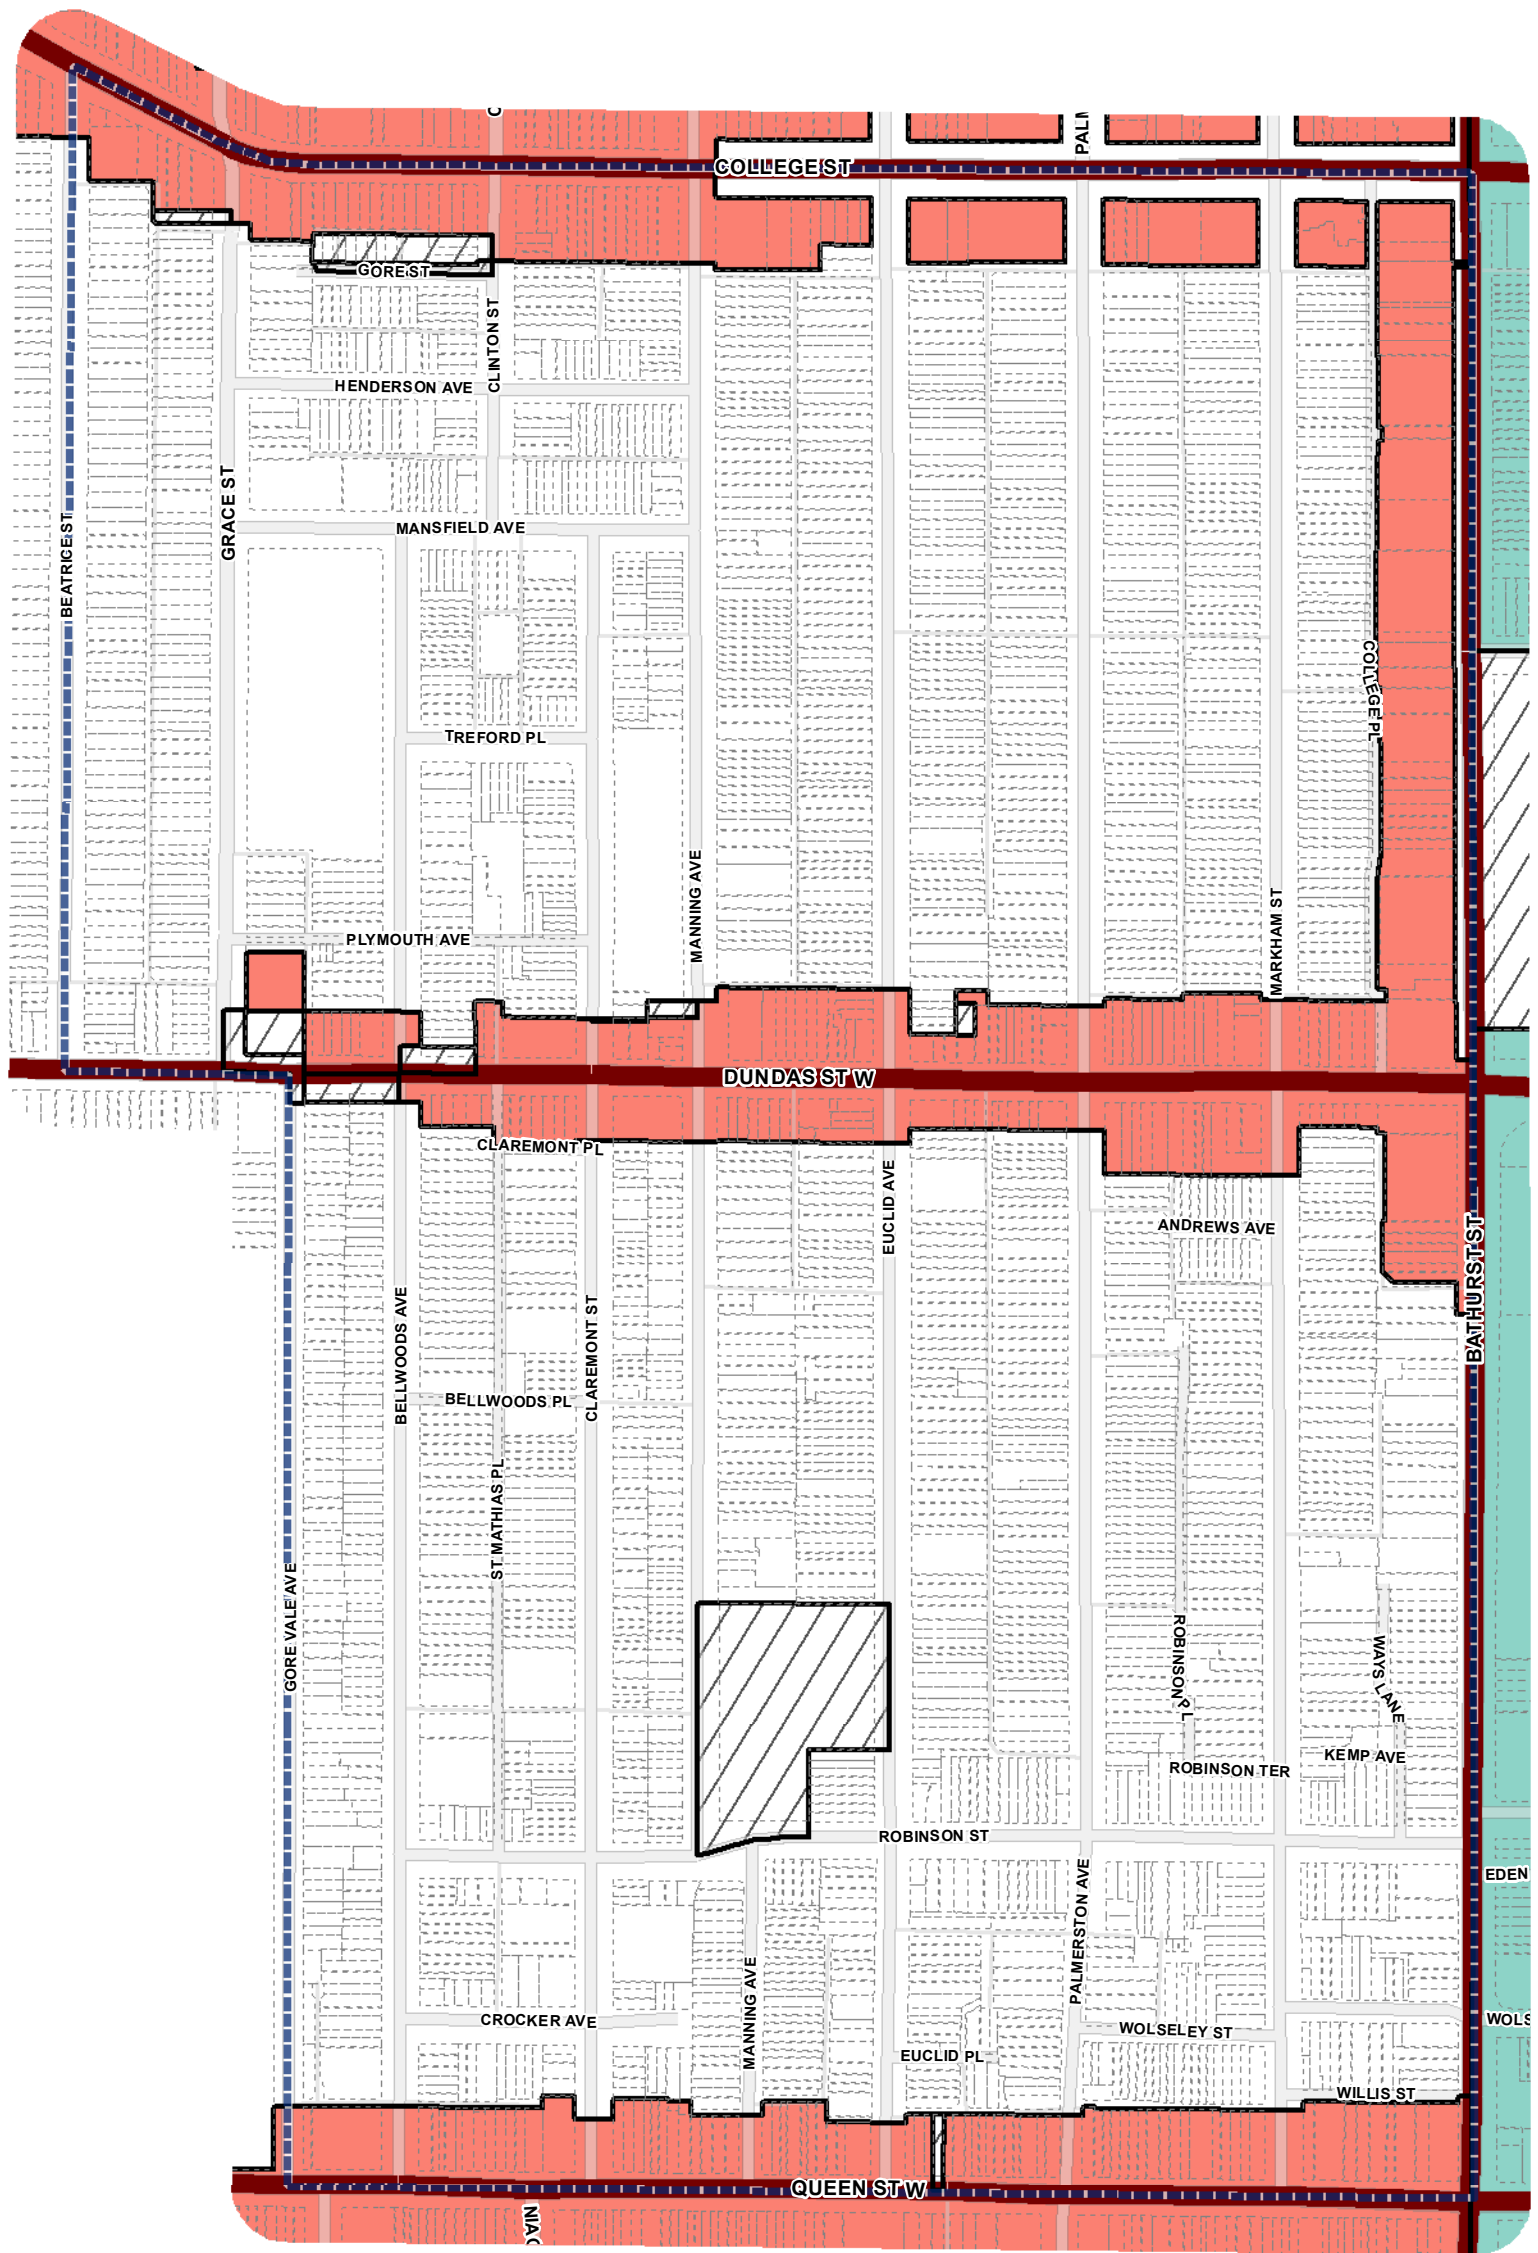 C
PALM
COLLEGE ST
GORE ST
CLINTON ST
HENDERSON AVE
GRACE ST
MANSFIELD AVE
BEATRICE ST
COLLEGE PL
TREFORD PL
MANNING AVE
MARKHAM ST
PLYMOUTH AVE
DUNDAS ST W
CLAREMONT PL
EUCLID AVE
ANDREWS AVE
BATHURST ST
BELLWOODS AVE
CLAREMONT ST
BELLWOODS PL
ST MATHIAS PL
GORE VALE AVE
ROBINSON PL
WAYS LANE
KEMP AVE
ROBINSON TER
ROBINSON ST
EDEN
PALMERSTON AVE
MANNING AVE
CROCKER AVE
WOLS
WOLSELEY ST
EUCLID PL
WILLIS ST
QUEEN ST W
NIAG